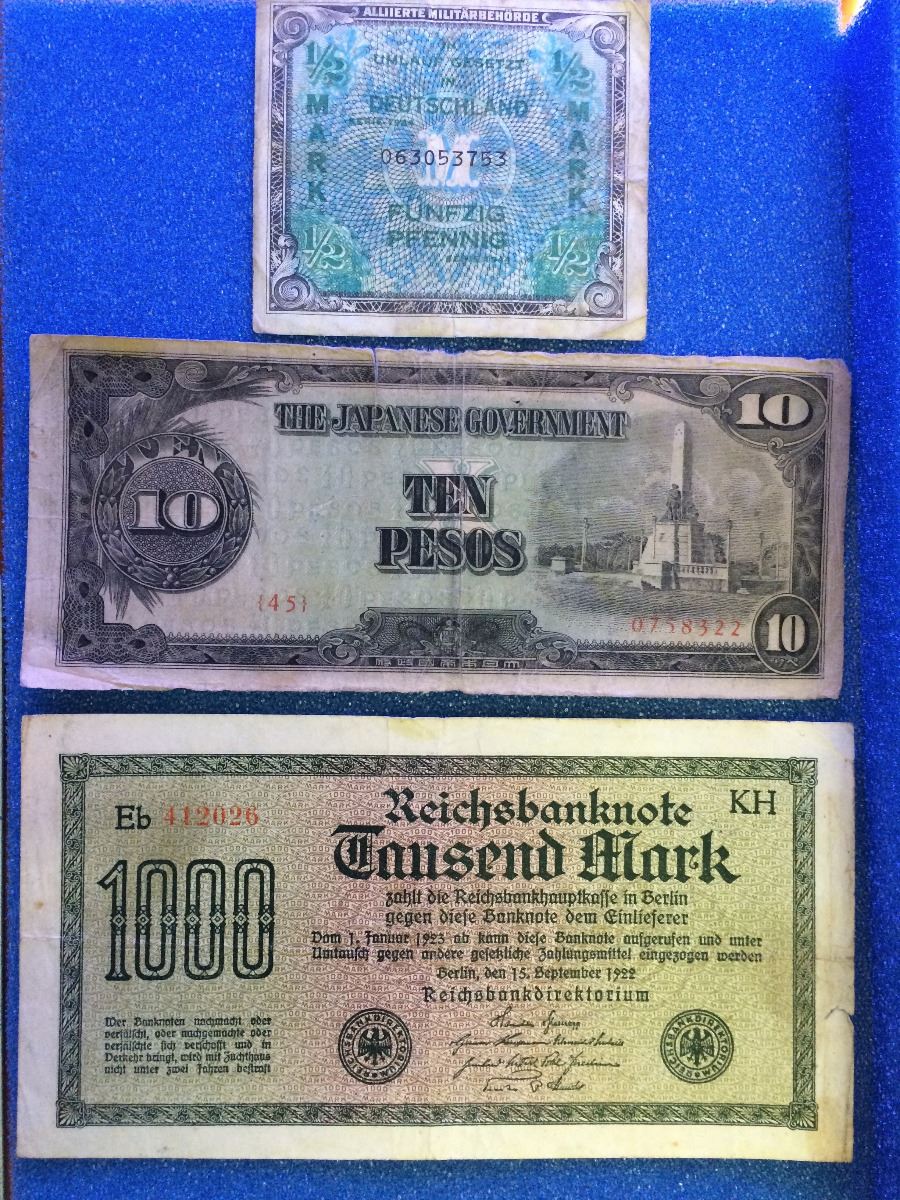 ALLIIERTE MILITÄRBEHÖRDE
IN
UMLAUF GESETZT
IN
DEUTSCHLAND
SERIE 1944
1/2 MARK
1/2 MARK
063053753
M
FÜNFZIG
PFENNIG
1/2
1/2
THE JAPANESE GOVERNMENT
10
10
TEN
PESOS
{45}
0758322
10
Eb 412026
Reichsbanknote
KH
1000
Tausend Mark
zahlt die Reichsbankhauptkasse in Berlin
gegen diese Banknote dem Einlieferer
Vom 1. Januar 1923 ab kann diese Banknote aufgerufen und unter
Umtausch gegen andere gesetzliche Zahlungsmittel eingezogen werden
Berlin, den 15. September 1922
Reichsbankdirektorium
Wer Banknoten nachmacht oder
verfälscht, oder nachgemachte oder
verfälschte sich verschafft und in
Verkehr bringt, wird mit Zuchthaus
nicht unter zwei Jahren bestraft
REICHSBANKDIREKTORIUM
REICHSBANKDIREKTORIUM